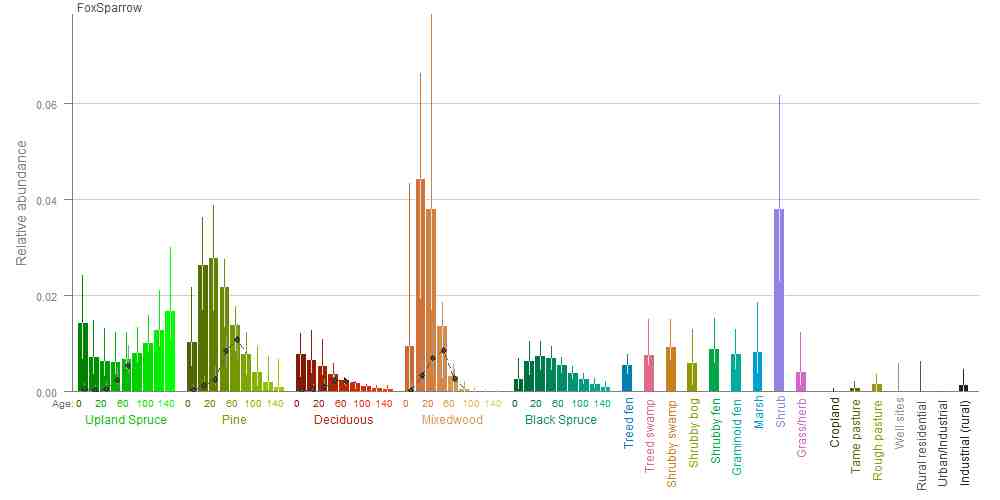 FoxSparrow
Relative abundance
0.06
0.04
0.02
0.00
Age: 0 20 60 100 140 0 20 60 100 140 0 20 60 100 140 0 20 60 100 140 0 20 60 100 140
Upland Spruce Pine Deciduous Mixedwood Black Spruce
Treed fen
Treed swamp
Shrubby swamp
Shrubby bog
Shrubby fen
Graminoid fen
Marsh
Shrub
Grass/herb
Cropland
Tame pasture
Rough pasture
Well sites
Rural residential
Urban/Industrial
Industrial (rural)